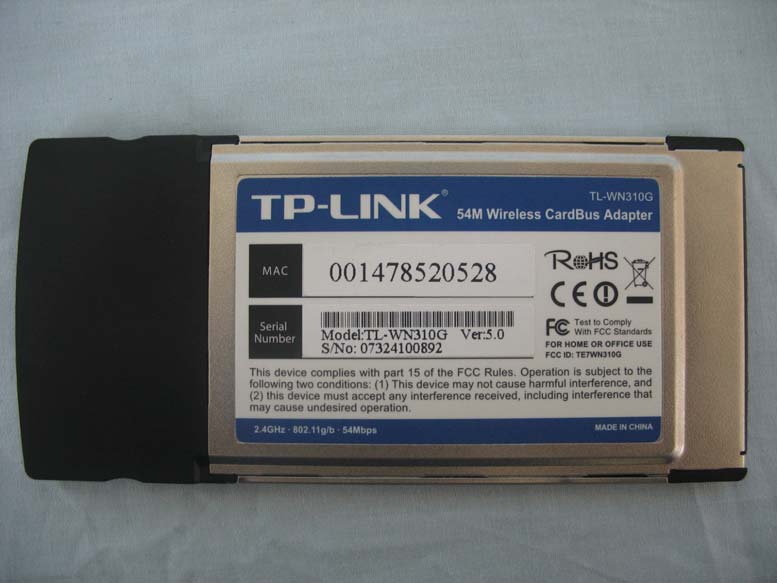 TL-WN310G
TP-LINK®
54M Wireless CardBus Adapter
MAC
001478520528
RoHS
CE
Serial
Number
Model:TL-WN310G Ver:5.0
S/No: 07324100892
FC Test to Comply
With FCC Standards
FOR HOME OR OFFICE USE
FCC ID: TE7WN310G
This device complies with part 15 of the FCC Rules. Operation is subject to the
following two conditions: (1) This device may not cause harmful interference, and
(2) this device must accept any interference received, including interference that
may cause undesired operation.
2.4GHz · 802.11g/b · 54Mbps
MADE IN CHINA